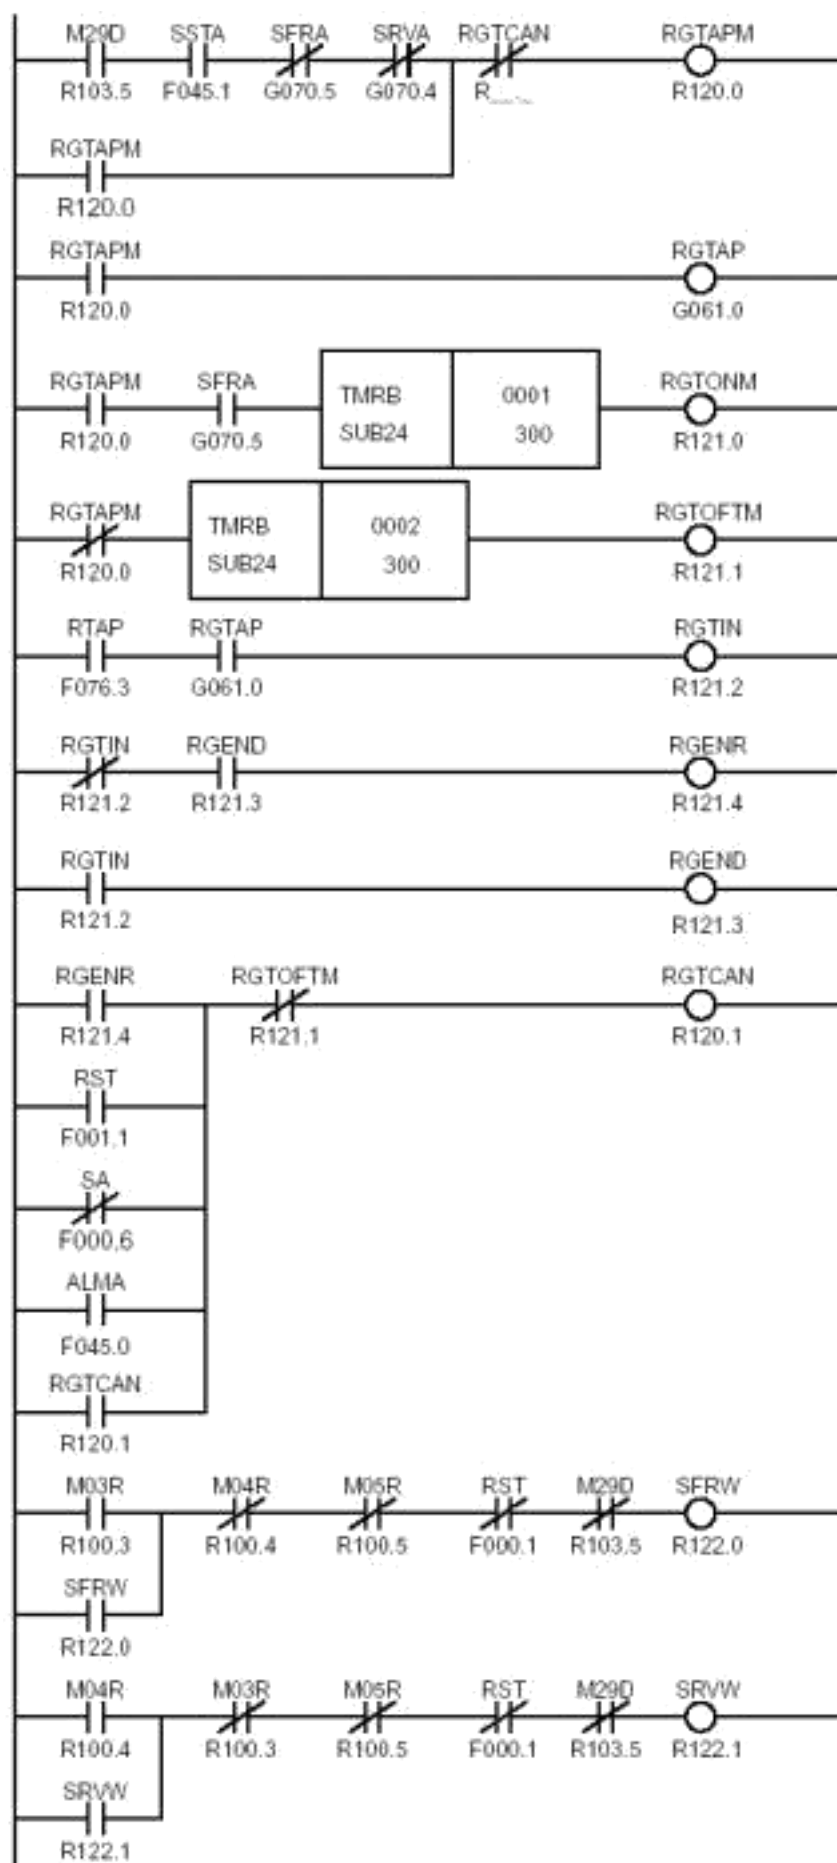 M29D SSTA SFRA SRVA RGTCAN RGTAPM
R103.5 F045.1 G070.5 G070.4 R__._ R120.0
RGTAPM
R120.0
RGTAPM RGTAP
R120.0 G061.0
RGTAPM SFRA TMRB 0001 RGTONM
R120.0 G070.5 SUB24 300 R121.0
RGTAPM TMRB 0002 RGTOFTM
R120.0 SUB24 300 R121.1
RTAP RGTAP RGTIN
F076.3 G061.0 R121.2
RGTIN RGEND RGENR
R121.2 R121.3 R121.4
RGTIN RGEND
R121.2 R121.3
RGENR RGTOFTM RGTCAN
R121.4 R121.1 R120.1
RST
F001.1
SA
F000.6
ALMA
F045.0
RGTCAN
R120.1
M03R M04R M05R RST M29D SFRW
R100.3 R100.4 R100.5 F000.1 R103.5 R122.0
SFRW
R122.0
M04R M03R M05R RST M29D SRVW
R100.4 R100.3 R100.5 F000.1 R103.5 R122.1
SRVW
R122.1